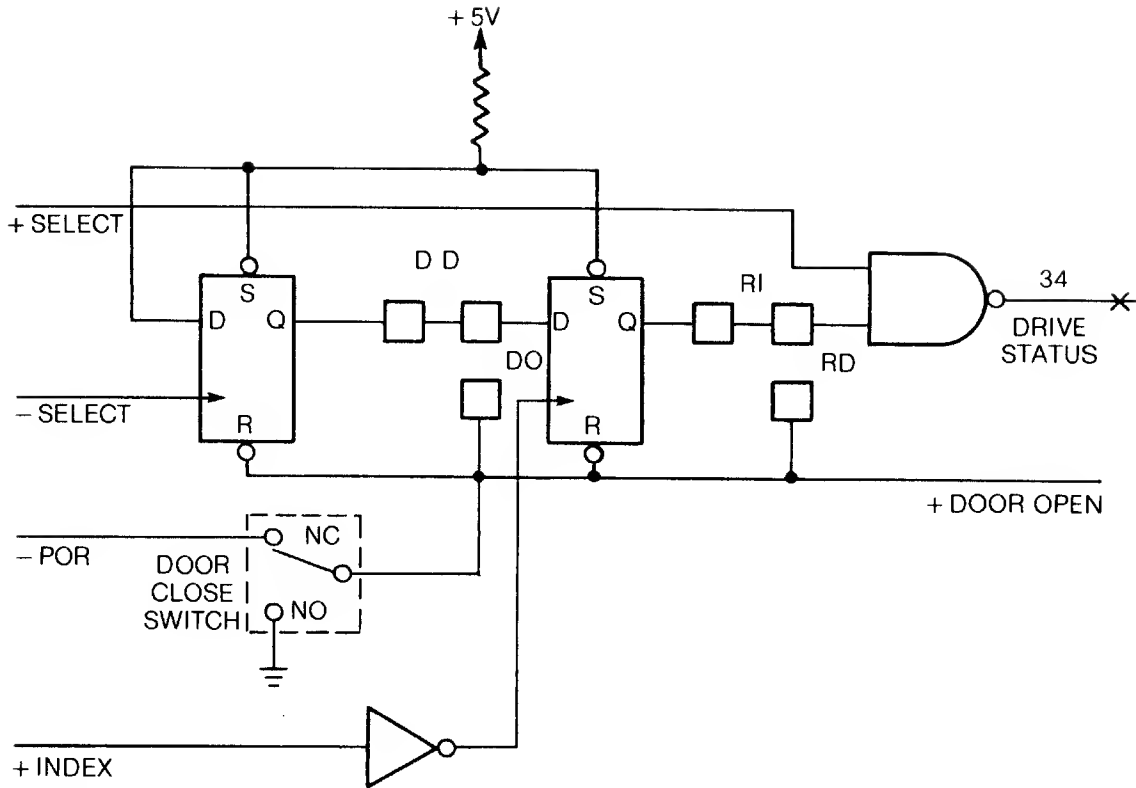 + 5V
+ SELECT
D D
S
S
RI
34
D
Q
D
Q
DRIVE
STATUS
DO
RD
– SELECT
R
R
+ DOOR OPEN
– POR
NC
DOOR
CLOSE
SWITCH
NO
+ INDEX